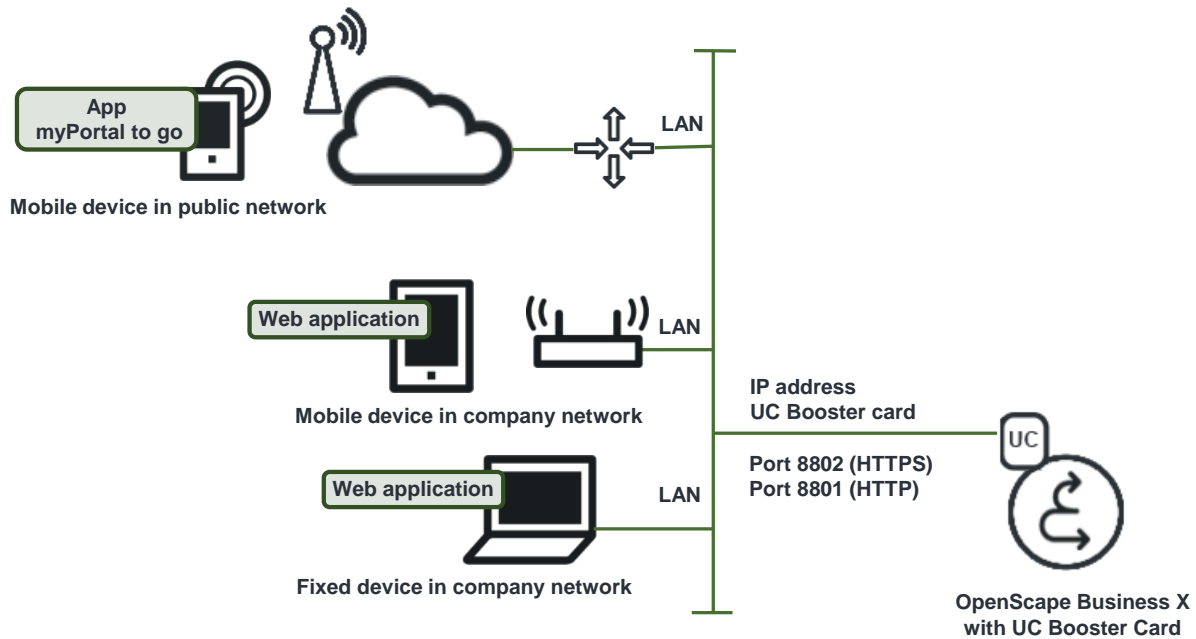 App
myPortal to go
LAN
Mobile device in public network
Web application
LAN
Mobile device in company network
IP address
UC Booster card
UC
Port 8802 (HTTPS)
Port 8801 (HTTP)
Web application
LAN
Fixed device in company network
OpenScape Business X
with UC Booster Card